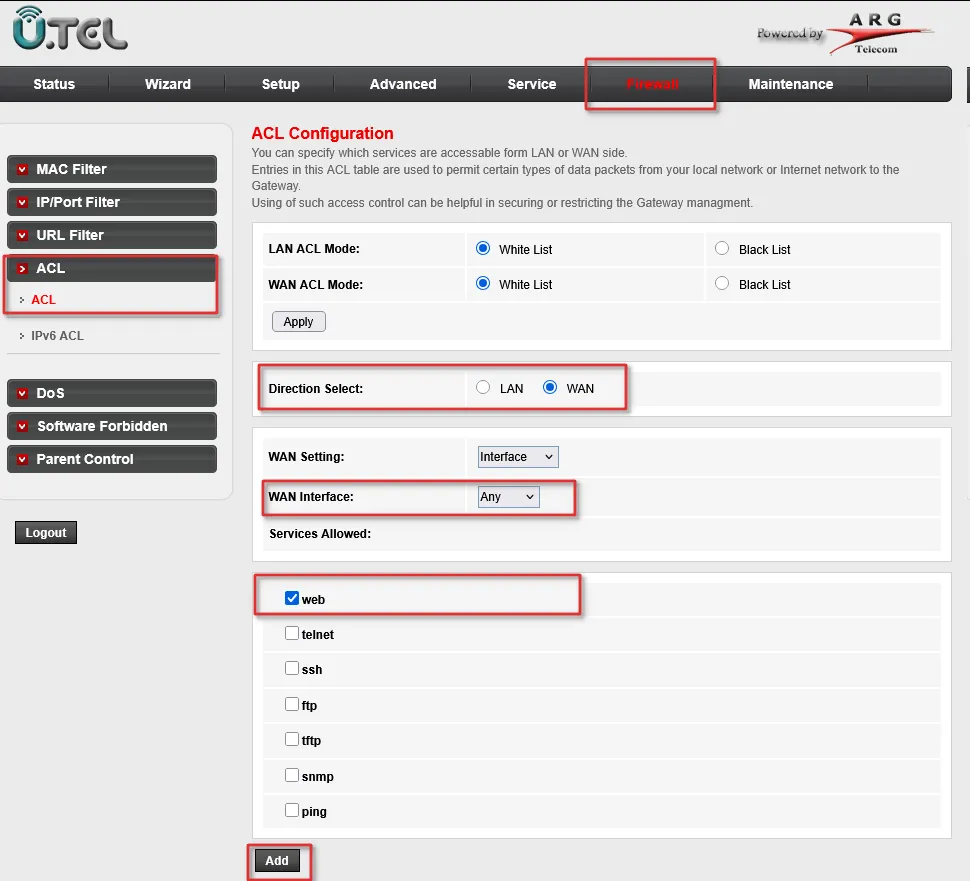 U.TEL
Powered by ARG
Telecom
Status Wizard Setup Advanced Service Firewall Maintenance
MAC Filter
IP/Port Filter
URL Filter
ACL
ACL
IPv6 ACL
DoS
Software Forbidden
Parent Control
Logout
ACL Configuration
You can specify which services are accessable form LAN or WAN side.
Entries in this ACL table are used to permit certain types of data packets from your local network or Internet network to the
Gateway.
Using of such access control can be helpful in securing or restricting the Gateway managment.
LAN ACL Mode: White List Black List
WAN ACL Mode: White List Black List
Apply
Direction Select: LAN WAN
WAN Setting: Interface
WAN Interface: Any
Services Allowed:
web
telnet
ssh
ftp
tftp
snmp
ping
Add